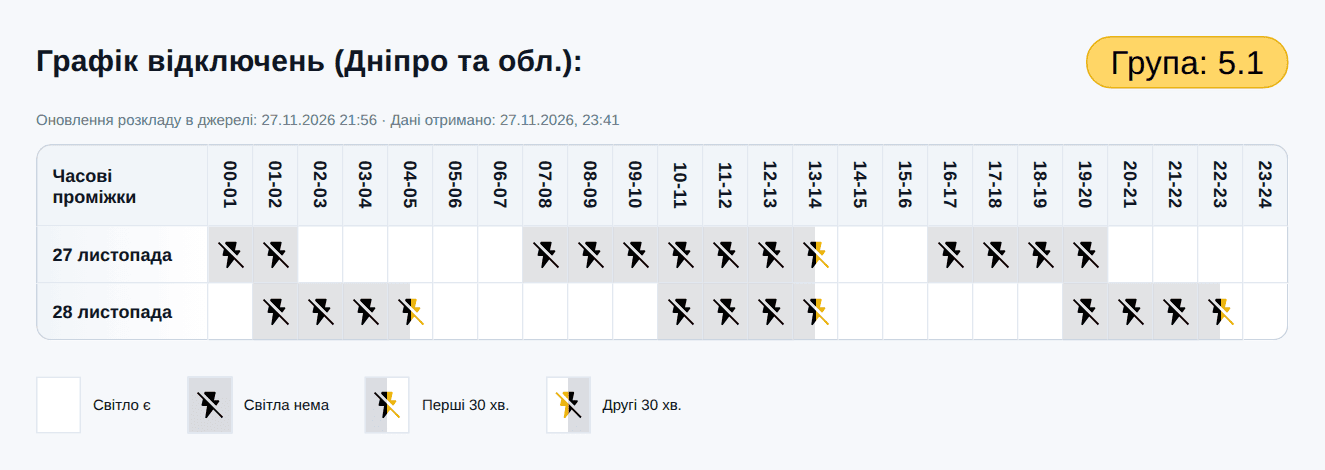 Графік відключень (Дніпро та обл.):
Група: 5.1
Оновлення розкладу в джерелі: 27.11.2026 21:56 · Дані отримано: 27.11.2026, 23:41
Часові
проміжки
00-01
01-02
02-03
03-04
04-05
05-06
06-07
07-08
08-09
09-10
10-11
11-12
12-13
13-14
14-15
15-16
16-17
17-18
18-19
19-20
20-21
21-22
22-23
23-24
27 листопада
28 листопада
Світло є
Світла нема
Перші 30 хв.
Другі 30 хв.